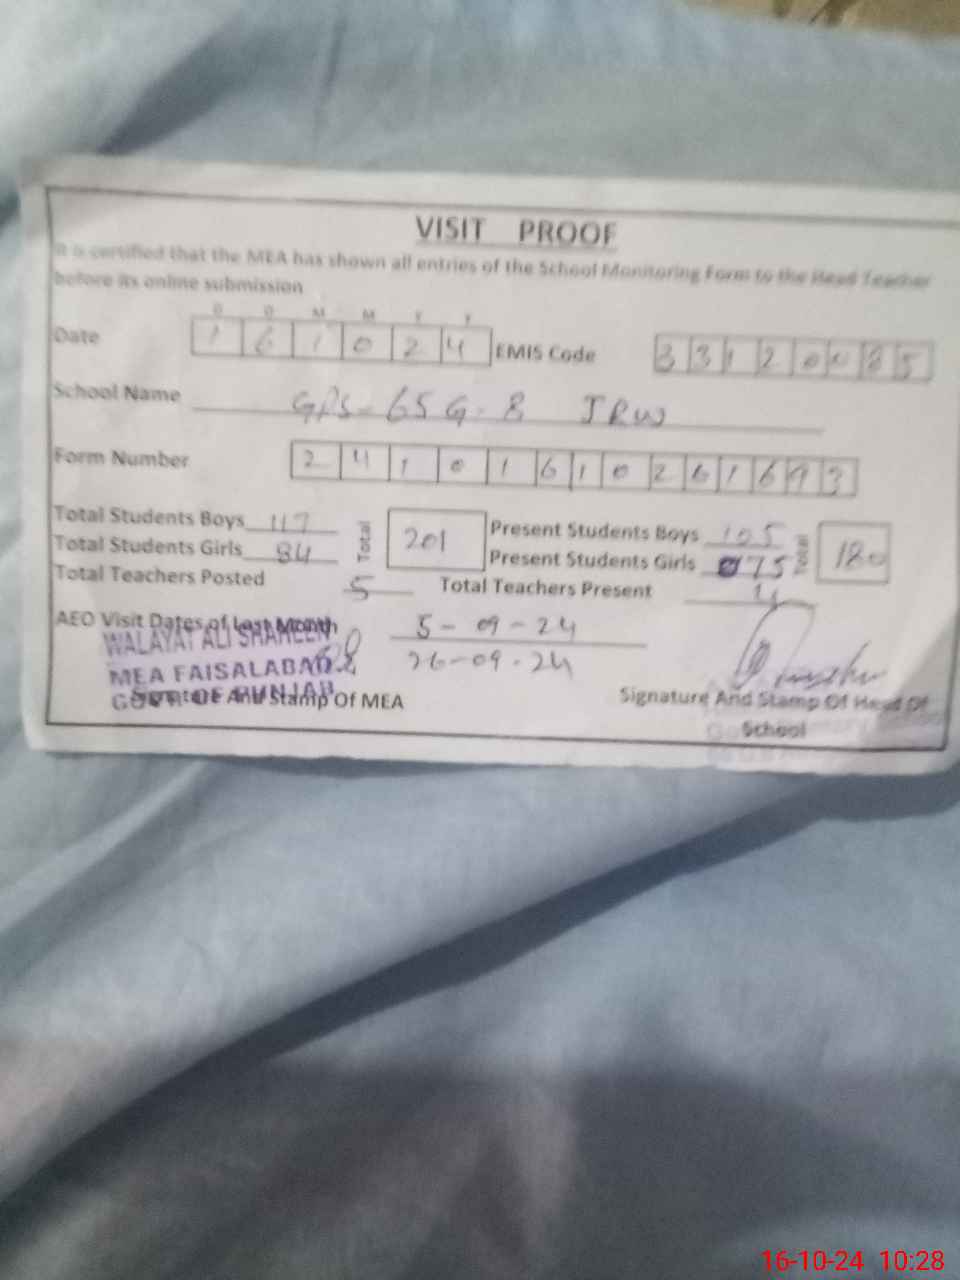 VISIT PROOF
It is certified that the MEA has shown all entries of the School Monitoring Form to the Head Teacher
before its online submission
D D M M Y Y
Date 1 6 1 0 2 4 EMIS Code 3 3 1 2 0 0 8 5
School Name GPS-65 G-B JRW
Form Number 2 4 1 0 1 6 1 0 2 6 1 6 9 3
Total Students Boys 117 Total 201 Present Students Boys 105 Total 180
Total Students Girls 84 Present Students Girls 75
Total Teachers Posted 5 Total Teachers Present 4
AEO Visit Dates of Last Month 5-09-24
26-09-24
WALAYAT ALI SHAHEEN
MEA FAISALABAD.2
GOVT OF PUNJAB
Signature And Stamp Of MEA
Signature And Stamp Of Head Of
School
16-10-24 10:28